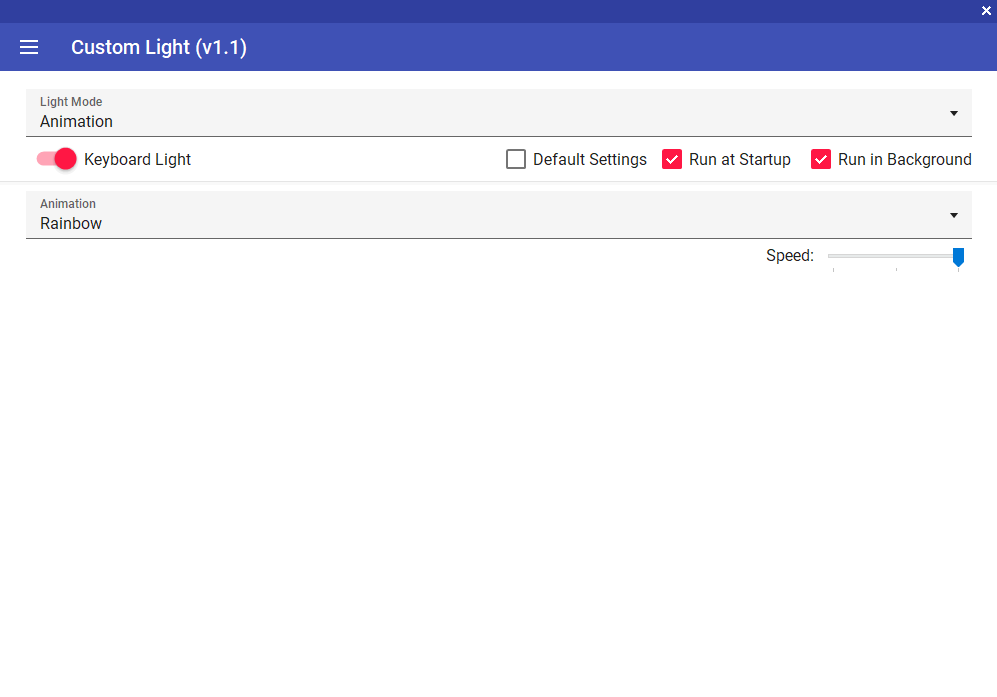 Custom Light (v1.1)
Light Mode
Animation
Keyboard Light
Default Settings
Run at Startup
Run in Background
Animation
Rainbow
Speed: